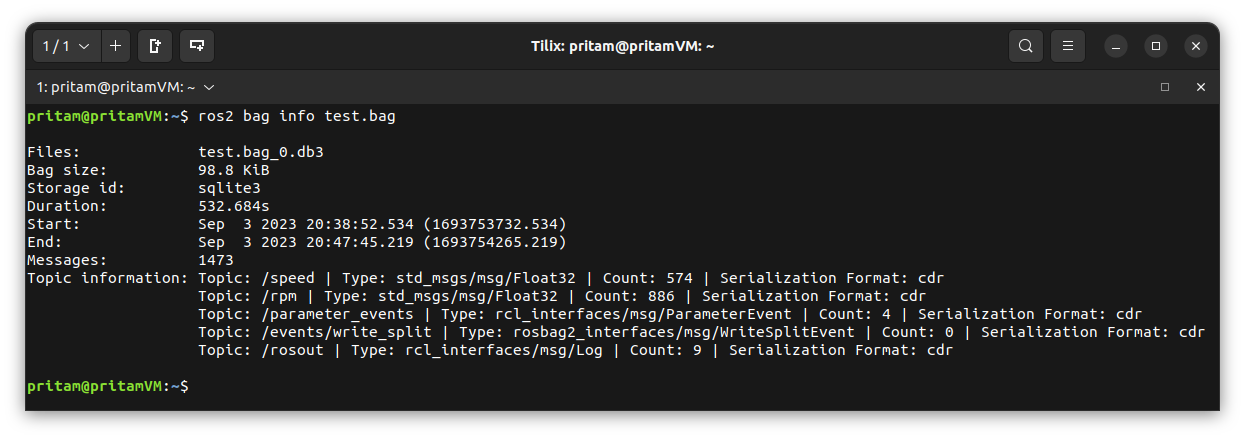 1 / 1
Tilix: pritam@pritamVM: ~
1: pritam@pritamVM: ~
pritam@pritamVM:~$ ros2 bag info test.bag
Files:             test.bag_0.db3
Bag size:          98.8 KiB
Storage id:        sqlite3
Duration:          532.684s
Start:             Sep  3 2023 20:38:52.534 (1693753732.534)
End:               Sep  3 2023 20:47:45.219 (1693754265.219)
Messages:          1473
Topic information: Topic: /speed | Type: std_msgs/msg/Float32 | Count: 574 | Serialization Format: cdr
                   Topic: /rpm | Type: std_msgs/msg/Float32 | Count: 886 | Serialization Format: cdr
                   Topic: /parameter_events | Type: rcl_interfaces/msg/ParameterEvent | Count: 4 | Serialization Format: cdr
                   Topic: /events/write_split | Type: rosbag2_interfaces/msg/WriteSplitEvent | Count: 0 | Serialization Format: cdr
                   Topic: /rosout | Type: rcl_interfaces/msg/Log | Count: 9 | Serialization Format: cdr
pritam@pritamVM:~$